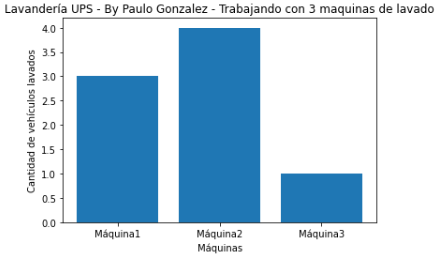 Lavandería UPS - By Paulo Gonzalez - Trabajando con 3 maquinas de lavado
Cantidad de vehículos lavados
4.0
3.5
3.0
2.5
2.0
1.5
1.0
0.5
0.0
Máquina1 Máquina2 Máquina3
Máquinas